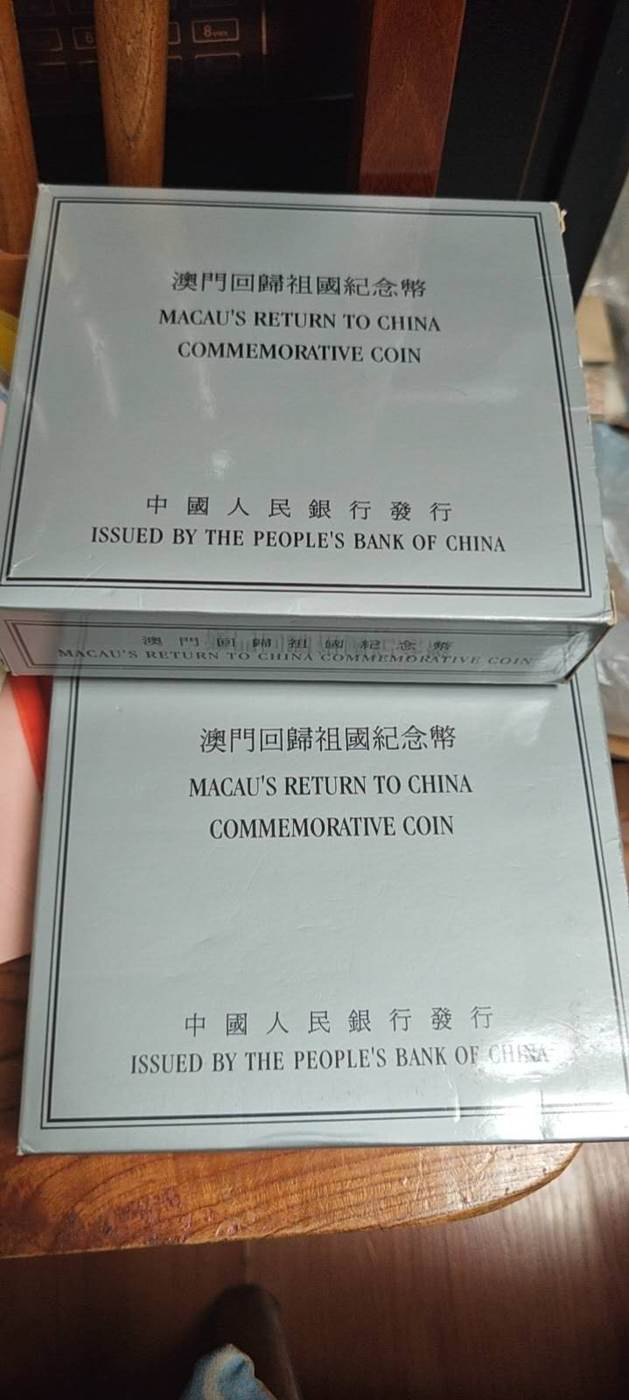 8
澳門回歸祖國紀念幣
MACAU'S RETURN TO CHINA
COMMEMORATIVE COIN
中國人民銀行發行
ISSUED BY THE PEOPLE'S BANK OF CHINA
澳門回歸祖國紀念幣
MACAU'S RETURN TO CHINA COMMEMORATIVE COIN
澳門回歸祖國紀念幣
MACAU'S RETURN TO CHINA
COMMEMORATIVE COIN
中國人民銀行發行
ISSUED BY THE PEOPLE'S BANK OF CHINA